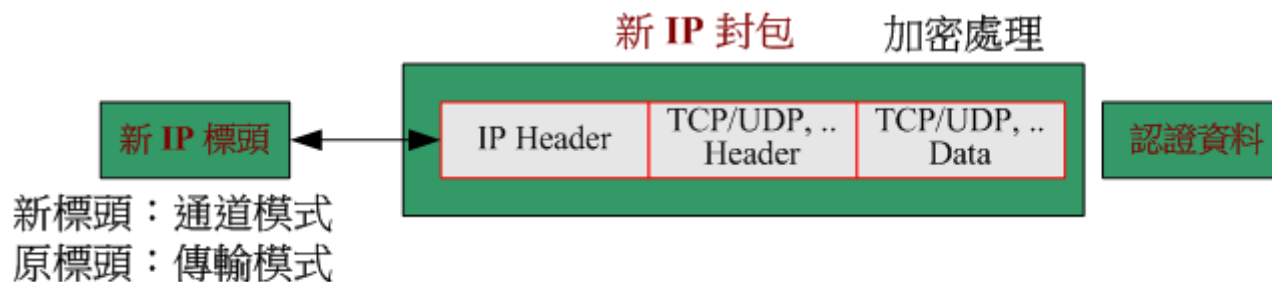 新 IP 封包
加密處理
新 IP 標頭
IP Header
TCP/UDP, ..
Header
TCP/UDP, ..
Data
認證資料
新標頭：通道模式
原標頭：傳輸模式